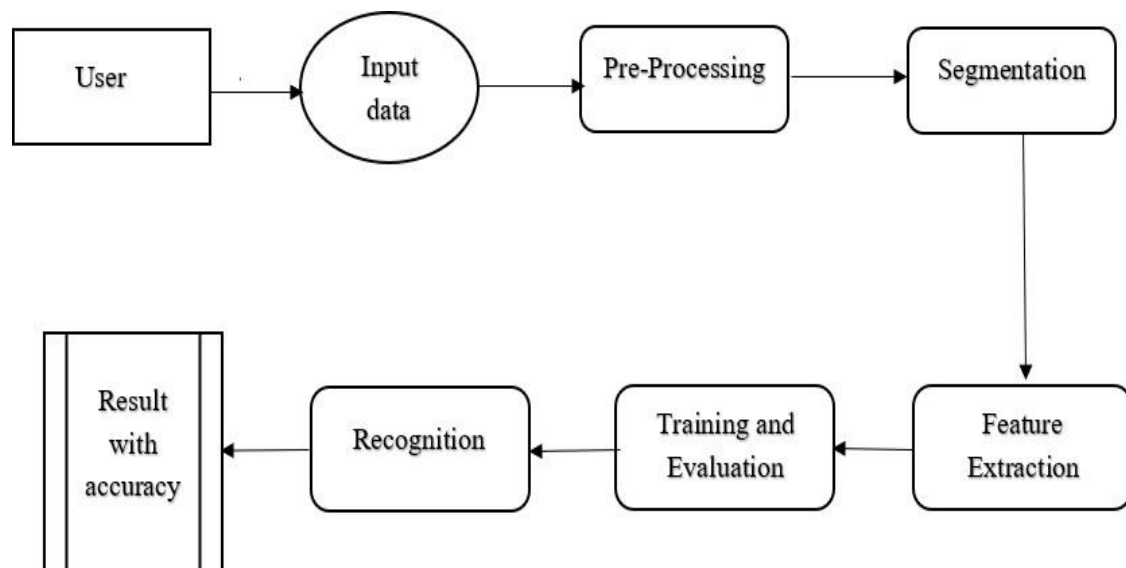 User
Input
data
Pre-Processing
Segmentation
Feature
Extraction
Training and
Evaluation
Recognition
Result
with
accuracy